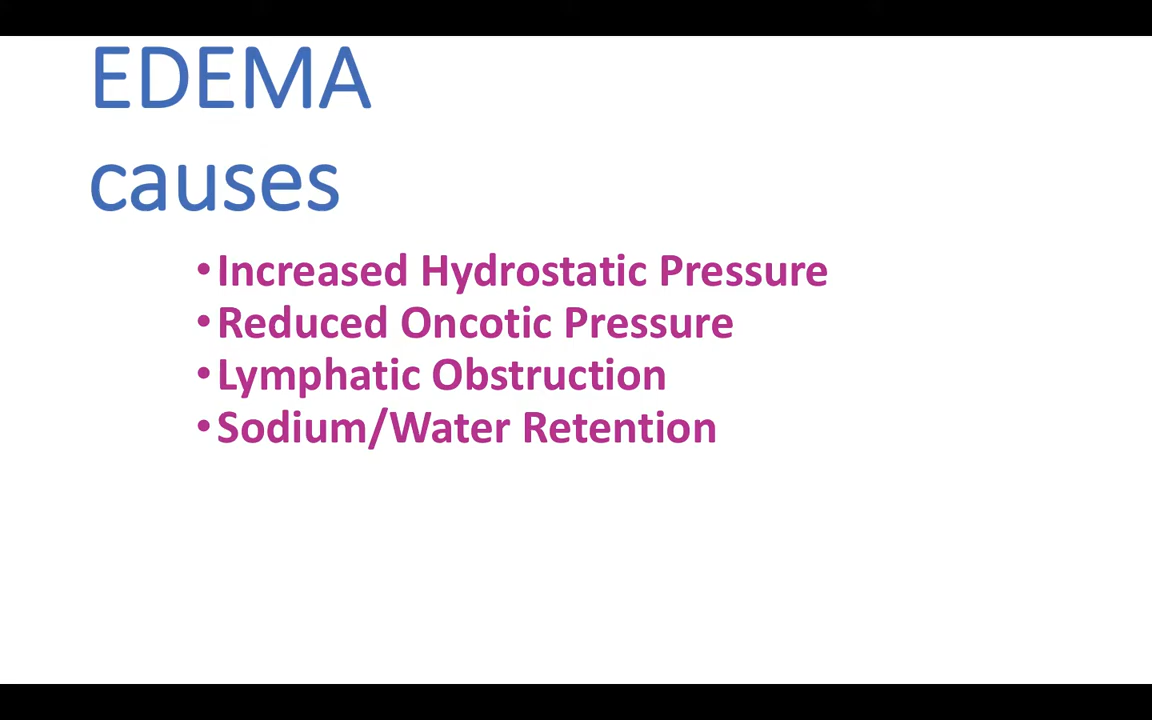 EDEMA
causes
•Increased Hydrostatic Pressure
•Reduced Oncotic Pressure
•Lymphatic Obstruction
•Sodium/Water Retention